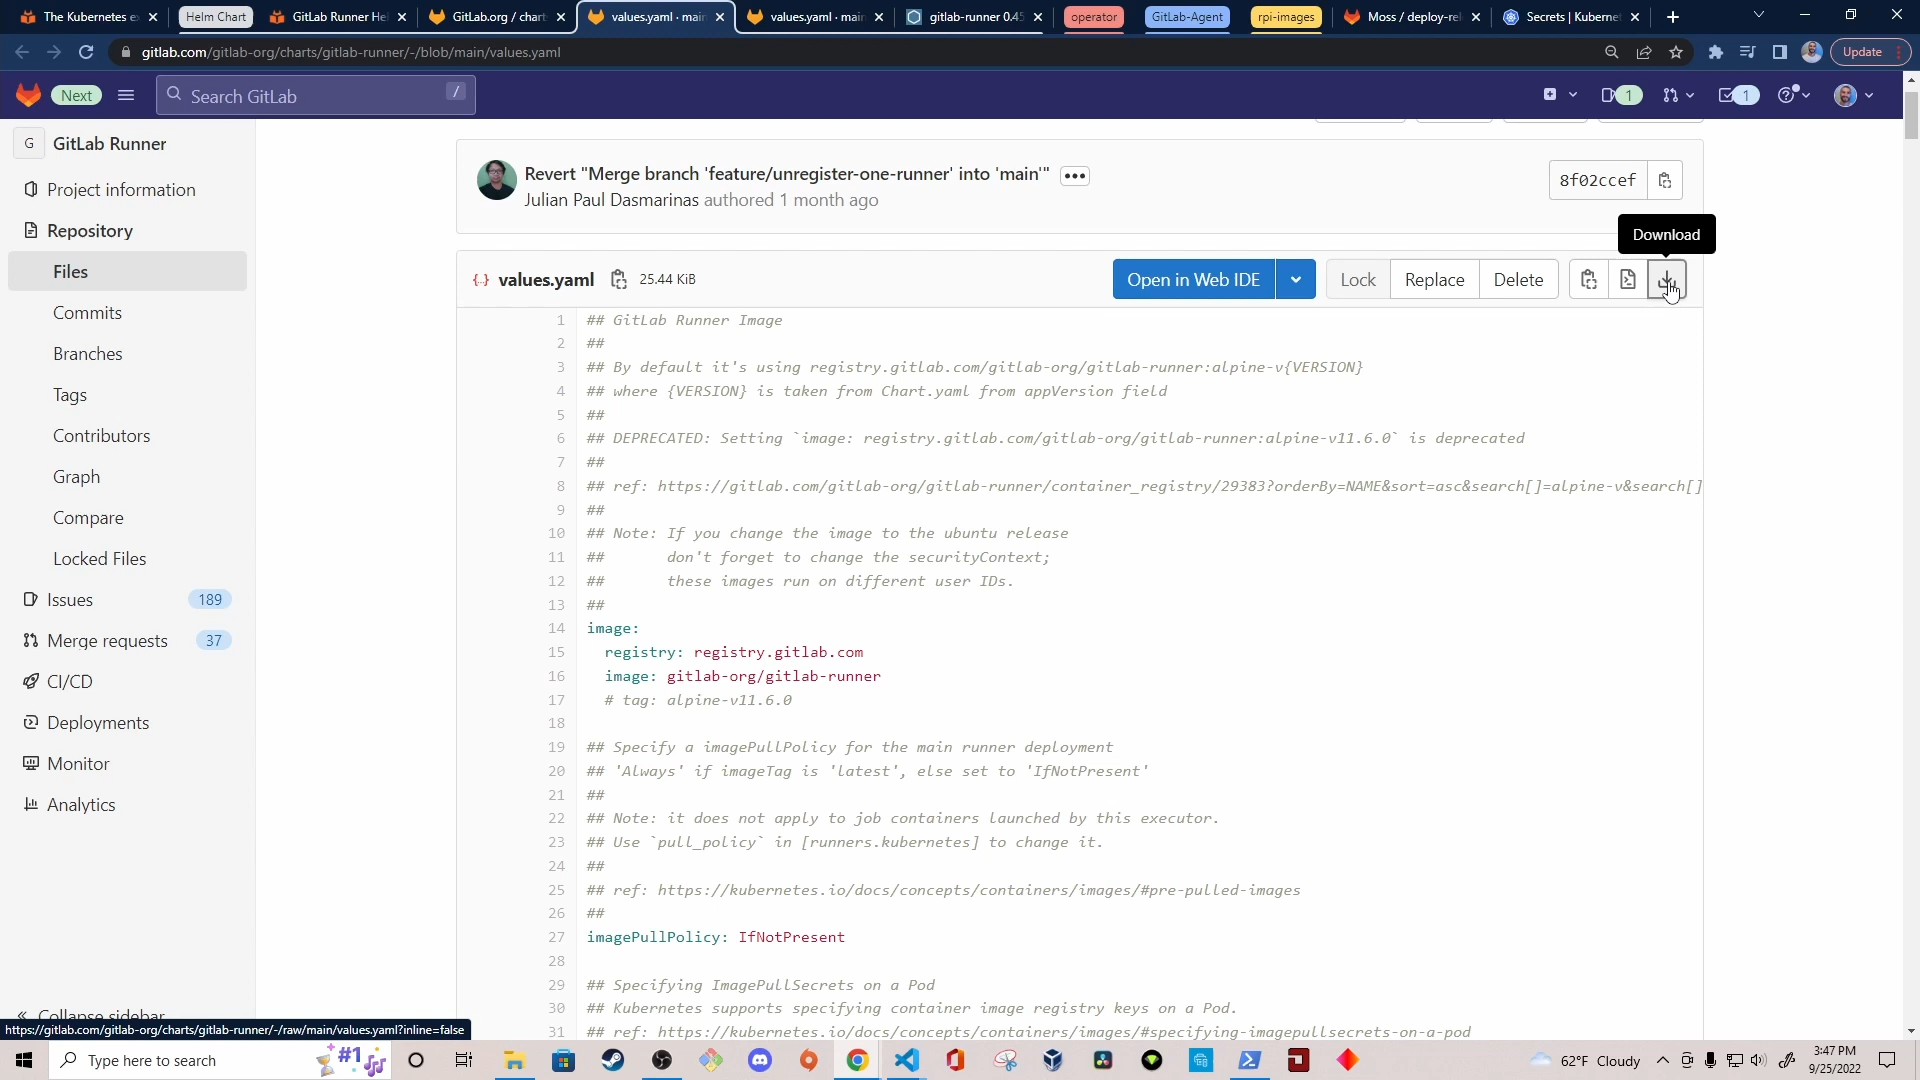 The Kubernetes e
Helm Chart
GitLab Runner He
GitLab.org / chart
values.yaml · main
values.yaml · main
gitlab-runner 0.45
operator
GitLab-Agent
rpi-images
Moss / deploy-rel
Secrets | Kubernet
gitlab.com/gitlab-org/charts/gitlab-runner/-/blob/main/values.yaml
Update
Next
Search GitLab
/
1
1
G
GitLab Runner
Project information
Repository
Files
Commits
Branches
Tags
Contributors
Graph
Compare
Locked Files
Issues
189
Merge requests
37
CI/CD
Deployments
Monitor
Analytics
Collapse sidebar
Revert "Merge branch 'feature/unregister-one-runner' into 'main'"
Julian Paul Dasmarinas authored 1 month ago
8f02ccef
Download
values.yaml
25.44 KiB
Open in Web IDE
Lock
Replace
Delete
1 ## GitLab Runner Image
2 ##
3 ## By default it's using registry.gitlab.com/gitlab-org/gitlab-runner:alpine-v{VERSION}
4 ## where {VERSION} is taken from Chart.yaml from appVersion field
5 ##
6 ## DEPRECATED: Setting `image: registry.gitlab.com/gitlab-org/gitlab-runner:alpine-v11.6.0` is deprecated
7 ##
8 ## ref: https://gitlab.com/gitlab-org/gitlab-runner/container_registry/29383?orderBy=NAME&sort=asc&search[]=alpine-v&search[]
9 ##
10 ## Note: If you change the image to the ubuntu release
11 ## don't forget to change the securityContext;
12 ## these images run on different user IDs.
13 ##
14 image:
15 registry: registry.gitlab.com
16 image: gitlab-org/gitlab-runner
17 # tag: alpine-v11.6.0
18
19 ## Specify a imagePullPolicy for the main runner deployment
20 ## 'Always' if imageTag is 'latest', else set to 'IfNotPresent'
21 ##
22 ## Note: it does not apply to job containers launched by this executor.
23 ## Use `pull_policy` in [runners.kubernetes] to change it.
24 ##
25 ## ref: https://kubernetes.io/docs/concepts/containers/images/#pre-pulled-images
26 ##
27 imagePullPolicy: IfNotPresent
28
29 ## Specifying ImagePullSecrets on a Pod
30 ## Kubernetes supports specifying container image registry keys on a Pod.
31 ## ref: https://kubernetes.io/docs/concepts/containers/images/#specifying-imagepullsecrets-on-a-pod
https://gitlab.com/gitlab-org/charts/gitlab-runner/-/raw/main/values.yaml?inline=false
Type here to search
#1
62°F Cloudy
3:47 PM
9/25/2022